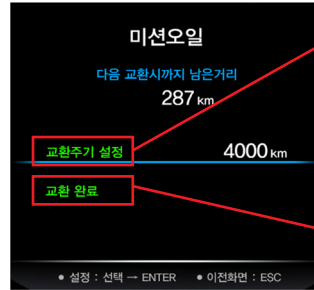 미션오일
다음 교환시까지 남은거리
287 km
교환주기 설정 4000 km
교환 완료
● 설정 : 선택 → ENTER ● 이전화면 : ESC